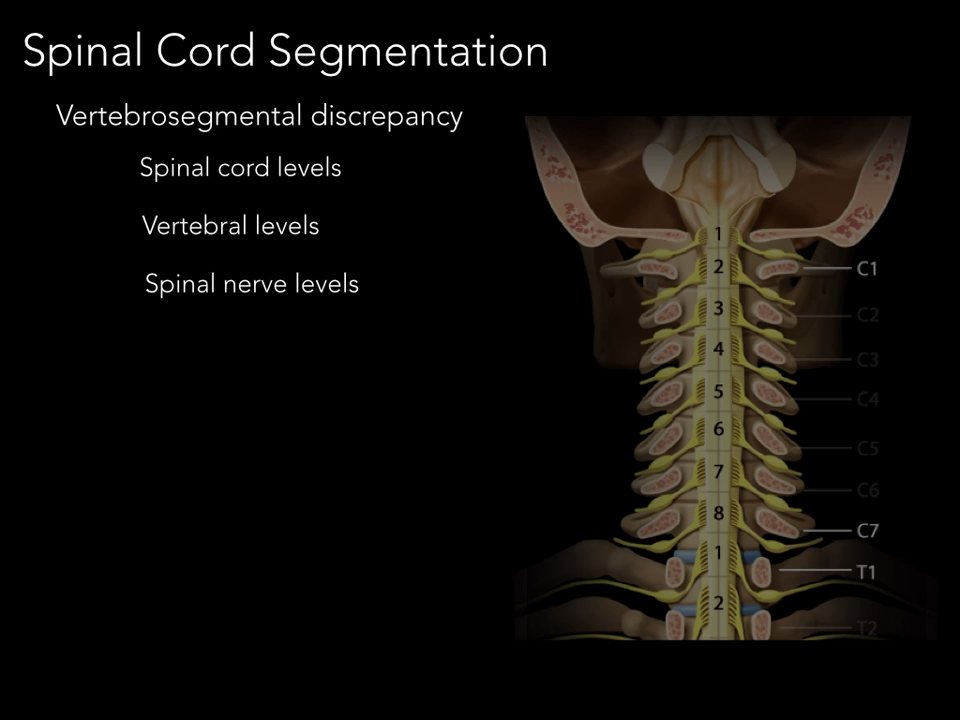 Spinal Cord Segmentation
Vertebrosegmental discrepancy
Spinal cord levels
Vertebral levels
Spinal nerve levels
1
2
C1
3
C2
4
C3
5
C4
6
C5
7
C6
8
C7
1
T1
2
T2